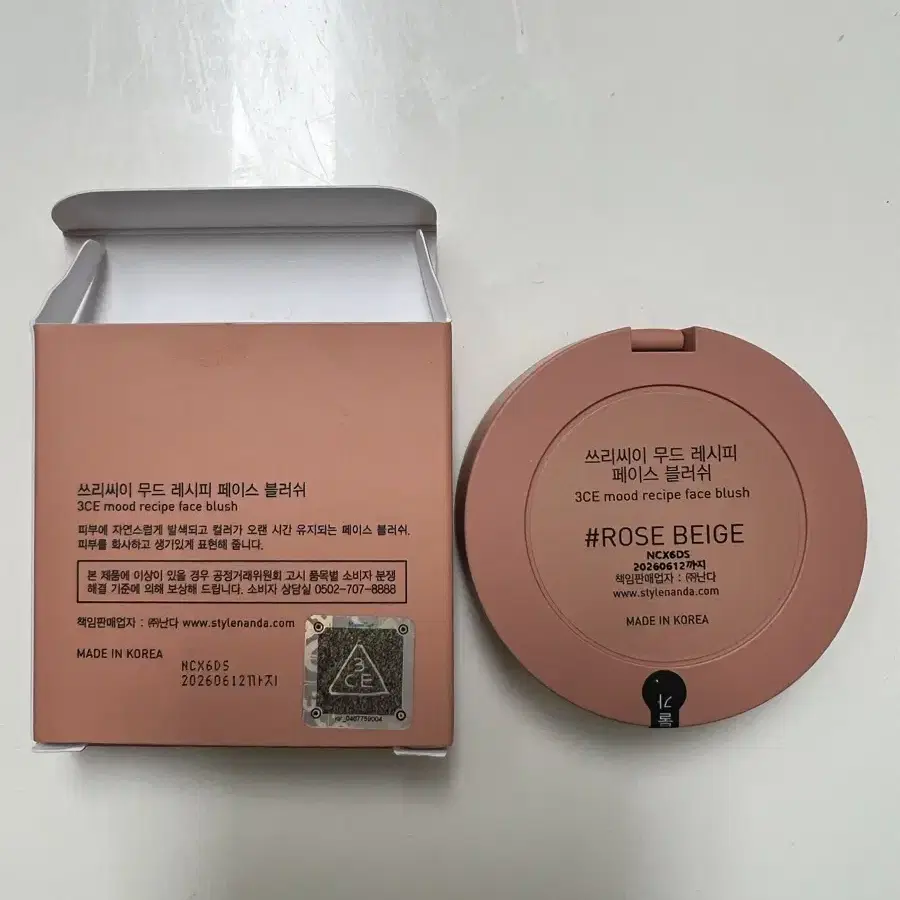 쓰리씨이 무드 레시피 페이스 블러쉬
3CE mood recipe face blush
피부에 자연스럽게 발색되고 컬러가 오랜 시간 유지되는 페이스 블러쉬.
피부를 화사하고 생기있게 표현해 줍니다.
본 제품에 이상이 있을 경우 공정거래위원회 고시 품목별 소비자 분쟁
해결 기준에 의해 보상해 드립니다. 소비자 상담실 0502-707-8888
책임판매업자 : ㈜난다 www.stylenanda.com
MADE IN KOREA
NCX6DS
20260612까지
3
CE
쓰리씨이 무드 레시피
페이스 블러쉬
3CE mood recipe face blush
#ROSE BEIGE
NCX6DS
20260612까지
책임판매업자 : ㈜난다
www.stylenanda.com
MADE IN KOREA